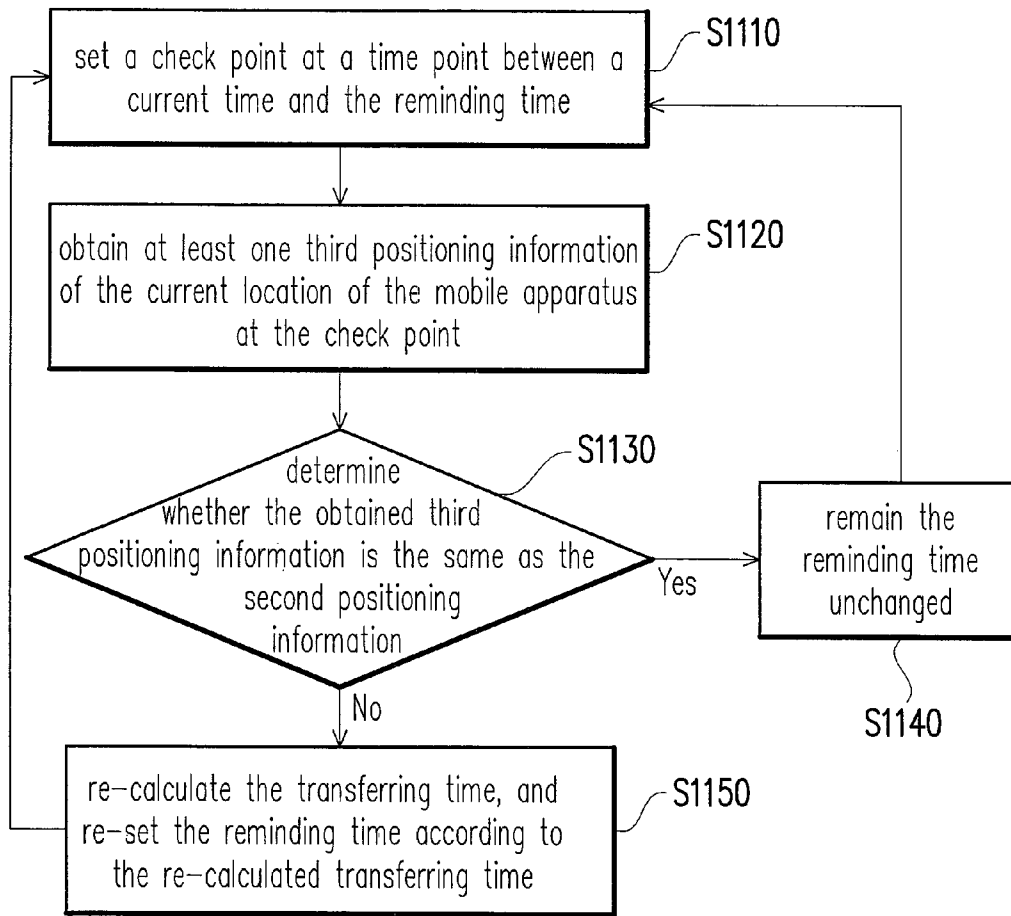 set a check point at a time point between a
current time and the reminding time
S1110
obtain at least one third positioning information
of the current location of the mobile apparatus
at the check point
S1120
determine
whether the obtained third
positioning information is the same as the
second positioning
information
S1130
Yes
remain the
reminding time
unchanged
S1140
No
re-calculate the transferring time, and
re-set the reminding time according to
the re-calculated transferring time
S1150